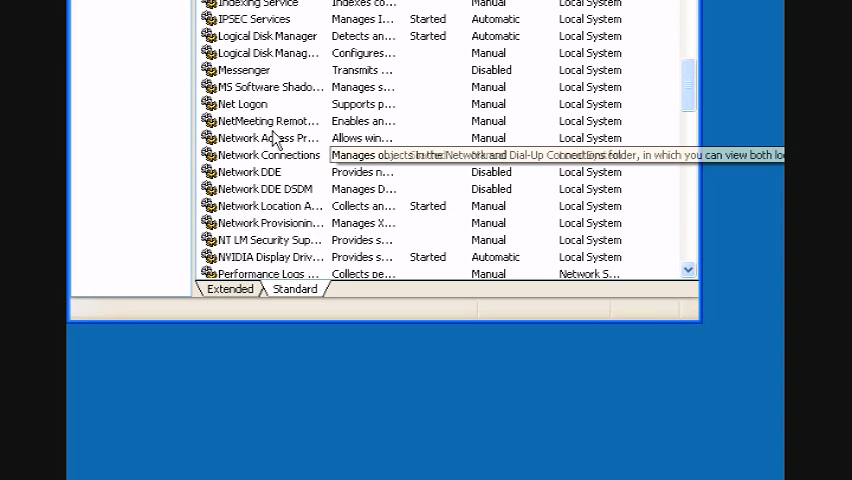 Indexing Service Indexes co... Manual Local System
IPSEC Services Manages I... Started Automatic Local System
Logical Disk Manager Detects an... Started Automatic Local System
Logical Disk Manag... Configures... Manual Local System
Messenger Transmits ... Disabled Local System
MS Software Shado... Manages s... Manual Local System
Net Logon Supports p... Manual Local System
NetMeeting Remot... Enables an... Manual Local System
Network Access Pr... Allows win... Manual Local System
Network Connections Manages objects in the Network and Dial-Up Connections folder, in which you can view both lo
Network DDE Provides n... Disabled Local System
Network DDE DSDM Manages D... Disabled Local System
Network Location A... Collects an... Started Manual Local System
Network Provisionin... Manages X... Manual Local System
NT LM Security Sup... Provides s... Manual Local System
NVIDIA Display Driv... Provides s... Started Automatic Local System
Performance Logs ... Collects pe... Manual Network S...
Extended Standard